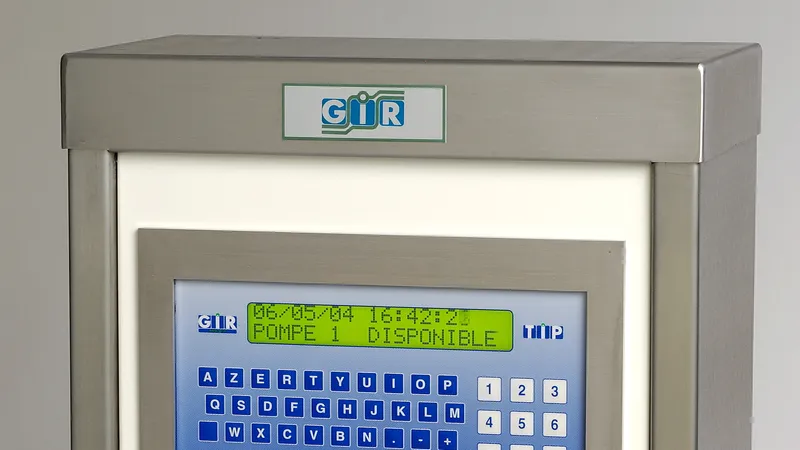 GiR
GiR
06/05/04 16:42:2
TIP
POMPE 1 DISPONIBLE
A Z E R T Y U I O P
1 2 3
Q S D F G H J K L M
4 5 6
W X C V B N . - +